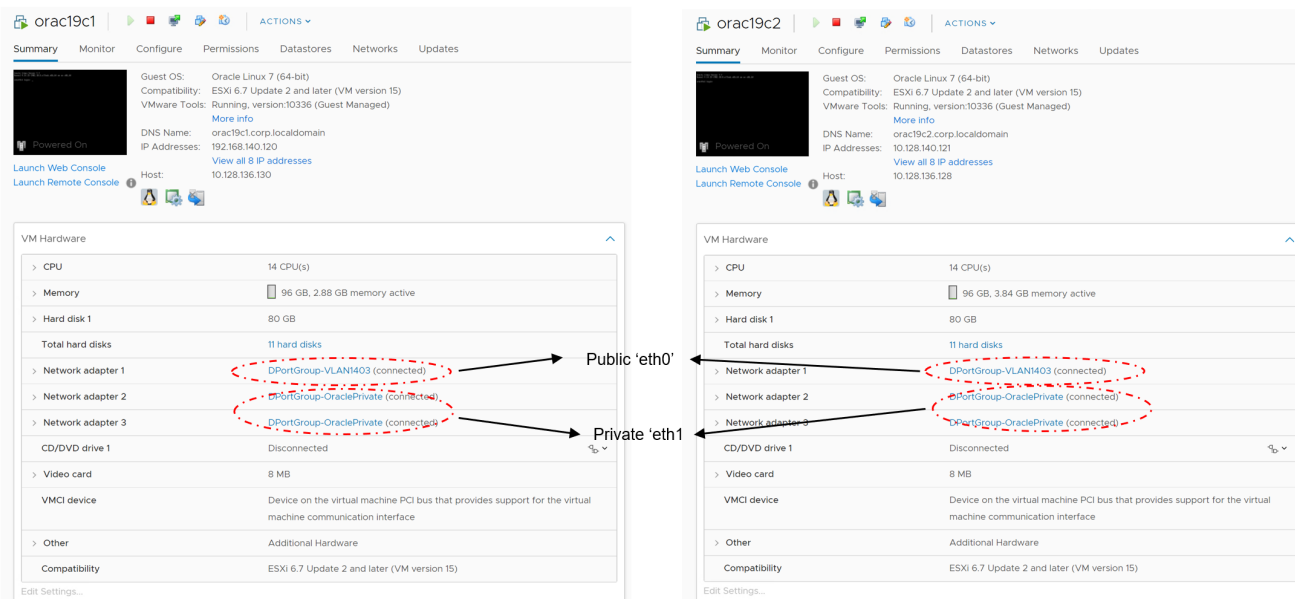 orac19c1
ACTIONS
Summary Monitor Configure Permissions Datastores Networks Updates
Powered On
Launch Web Console
Launch Remote Console
Guest OS: Oracle Linux 7 (64-bit)
Compatibility: ESXi 6.7 Update 2 and later (VM version 15)
VMware Tools: Running, version:10336 (Guest Managed)
More info
DNS Name: orac19c1.corp.localdomain
IP Addresses: 192.168.140.120
View all 8 IP addresses
Host: 10.128.136.130
VM Hardware
CPU 14 CPU(s)
Memory 96 GB, 2.88 GB memory active
Hard disk 1 80 GB
Total hard disks 11 hard disks
Network adapter 1 DPortGroup-VLAN1403 (connected)
Network adapter 2 DPortGroup-OraclePrivate (connected)
Network adapter 3 DPortGroup-OraclePrivate (connected)
CD/DVD drive 1 Disconnected
Video card 8 MB
VMCI device Device on the virtual machine PCI bus that provides support for the virtual
machine communication interface
Other Additional Hardware
Compatibility ESXi 6.7 Update 2 and later (VM version 15)
Edit Settings...
Public ‘eth0’
Private ‘eth1
orac19c2
ACTIONS
Summary Monitor Configure Permissions Datastores Networks Updates
Powered On
Launch Web Console
Launch Remote Console
Guest OS: Oracle Linux 7 (64-bit)
Compatibility: ESXi 6.7 Update 2 and later (VM version 15)
VMware Tools: Running, version:10336 (Guest Managed)
More info
DNS Name: orac19c2.corp.localdomain
IP Addresses: 10.128.140.121
View all 8 IP addresses
Host: 10.128.136.128
VM Hardware
CPU 14 CPU(s)
Memory 96 GB, 3.84 GB memory active
Hard disk 1 80 GB
Total hard disks 11 hard disks
Network adapter 1 DPortGroup-VLAN1403 (connected)
Network adapter 2 DPortGroup-OraclePrivate (connected)
Network adapter 3 DPortGroup-OraclePrivate (connected)
CD/DVD drive 1 Disconnected
Video card 8 MB
VMCI device Device on the virtual machine PCI bus that provides support for the virtual
machine communication interface
Other Additional Hardware
Compatibility ESXi 6.7 Update 2 and later (VM version 15)
Edit Settings...